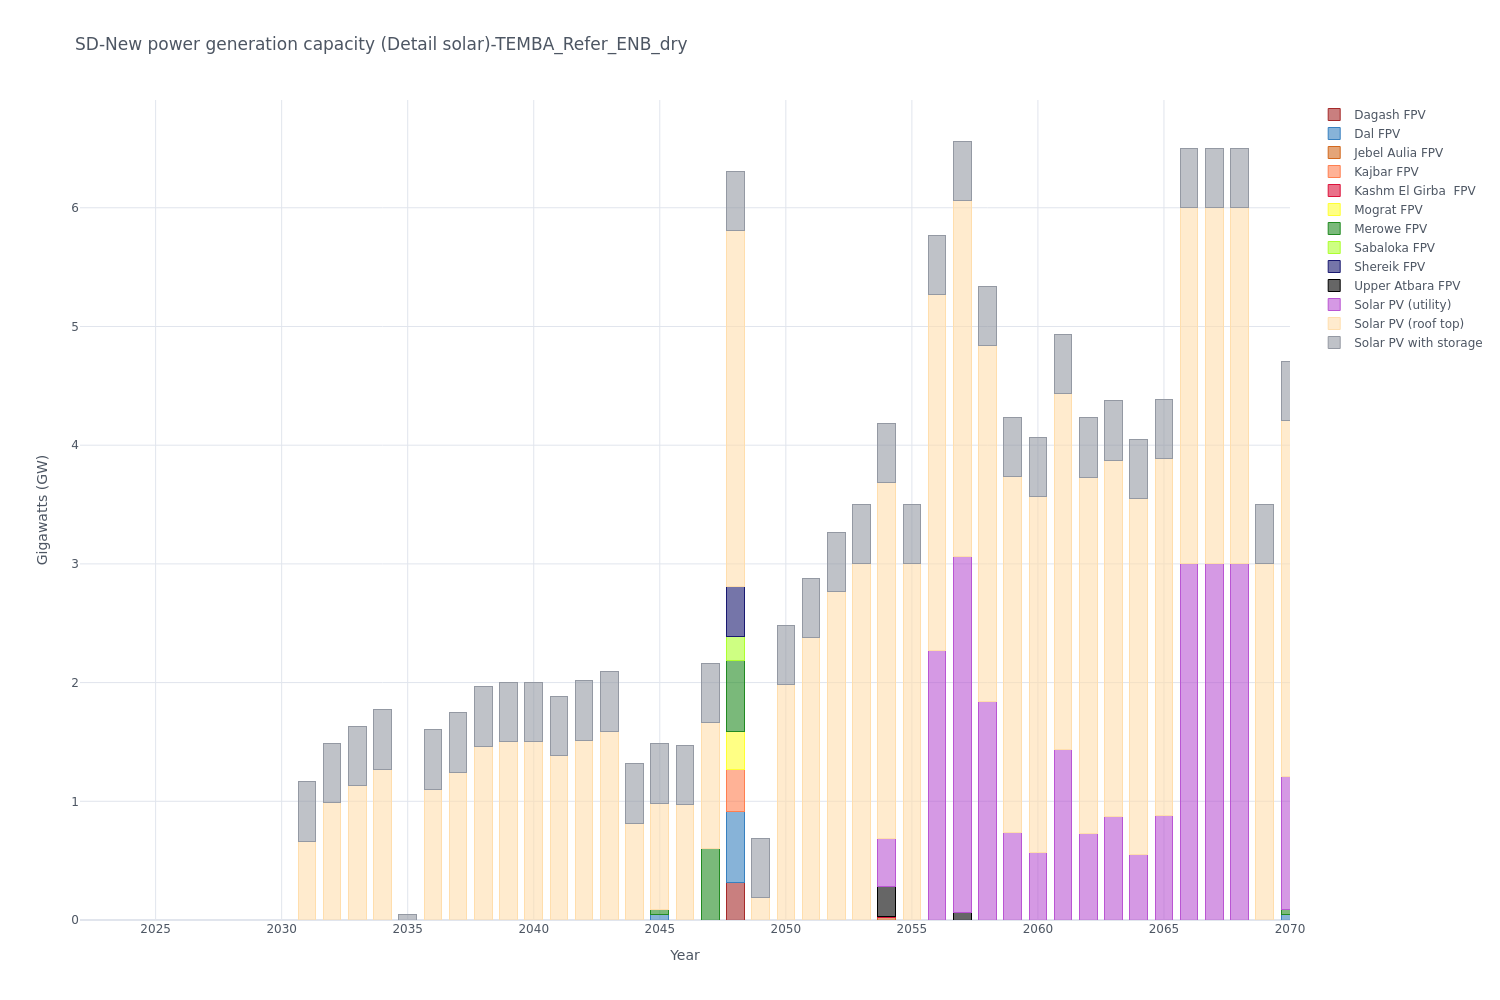 SD-New power generation capacity (Detail solar)-TEMBA_Refer_ENB_dry
Dagash FPV
Dal FPV
Jebel Aulia FPV
Kajbar FPV
Kashm El Girba  FPV
Mograt FPV
Merowe FPV
Sabaloka FPV
Shereik FPV
Upper Atbara FPV
Solar PV (utility)
Solar PV (roof top)
Solar PV with storage
6
5
4
3
2
1
0
Gigawatts (GW)
2025 2030 2035 2040 2045 2050 2055 2060 2065 2070
Year